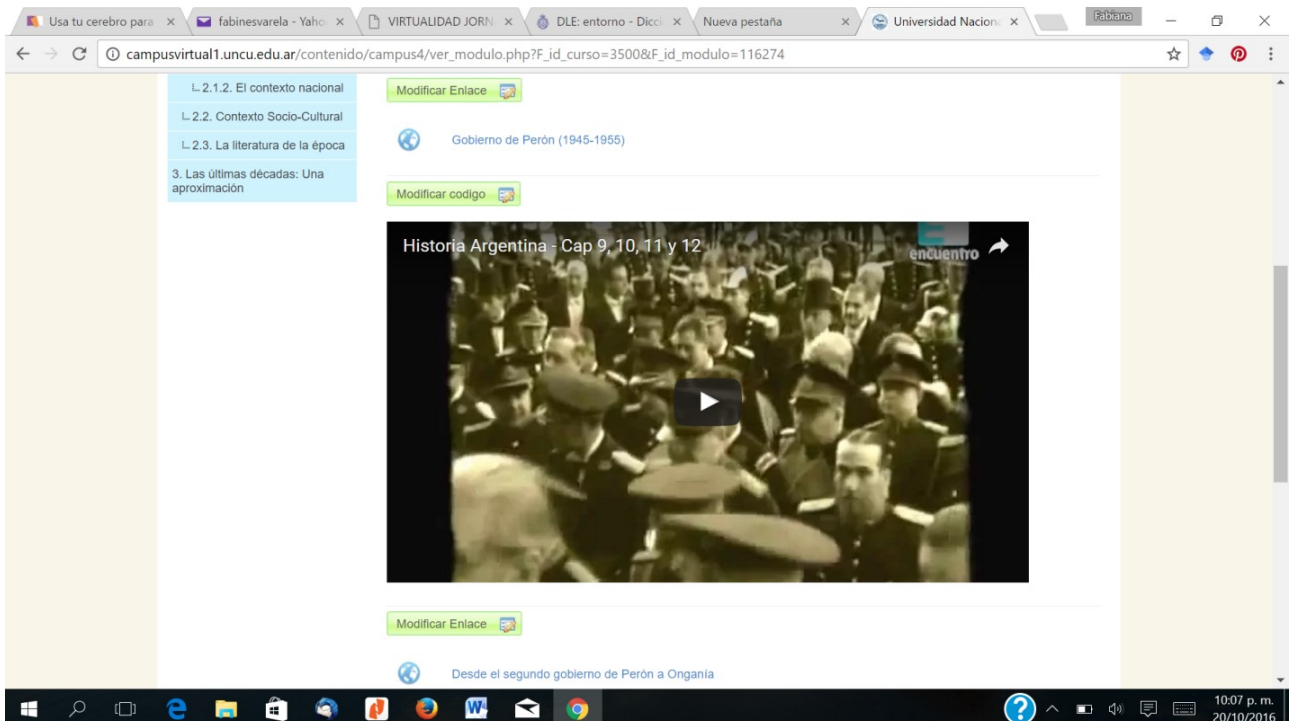 Usa tu cerebro para
fabinesvarela - Yaho
VIRTUALIDAD JORN
DLE: entorno - Dicci
Nueva pestaña
Universidad Nacion
Fabiana
campusvirtual1.uncu.edu.ar/contenido/campus4/ver_modulo.php?F_id_curso=3500&F_id_modulo=116274
2.1.2. El contexto nacional
2.2. Contexto Socio-Cultural
2.3. La literatura de la época
3. Las últimas décadas: Una
aproximación
Modificar Enlace
Gobierno de Perón (1945-1955)
Modificar codigo
Historia Argentina - Cap 9, 10, 11 y 12
encuentro
Modificar Enlace
Desde el segundo gobierno de Perón a Onganía
10:07 p. m.
20/10/2016